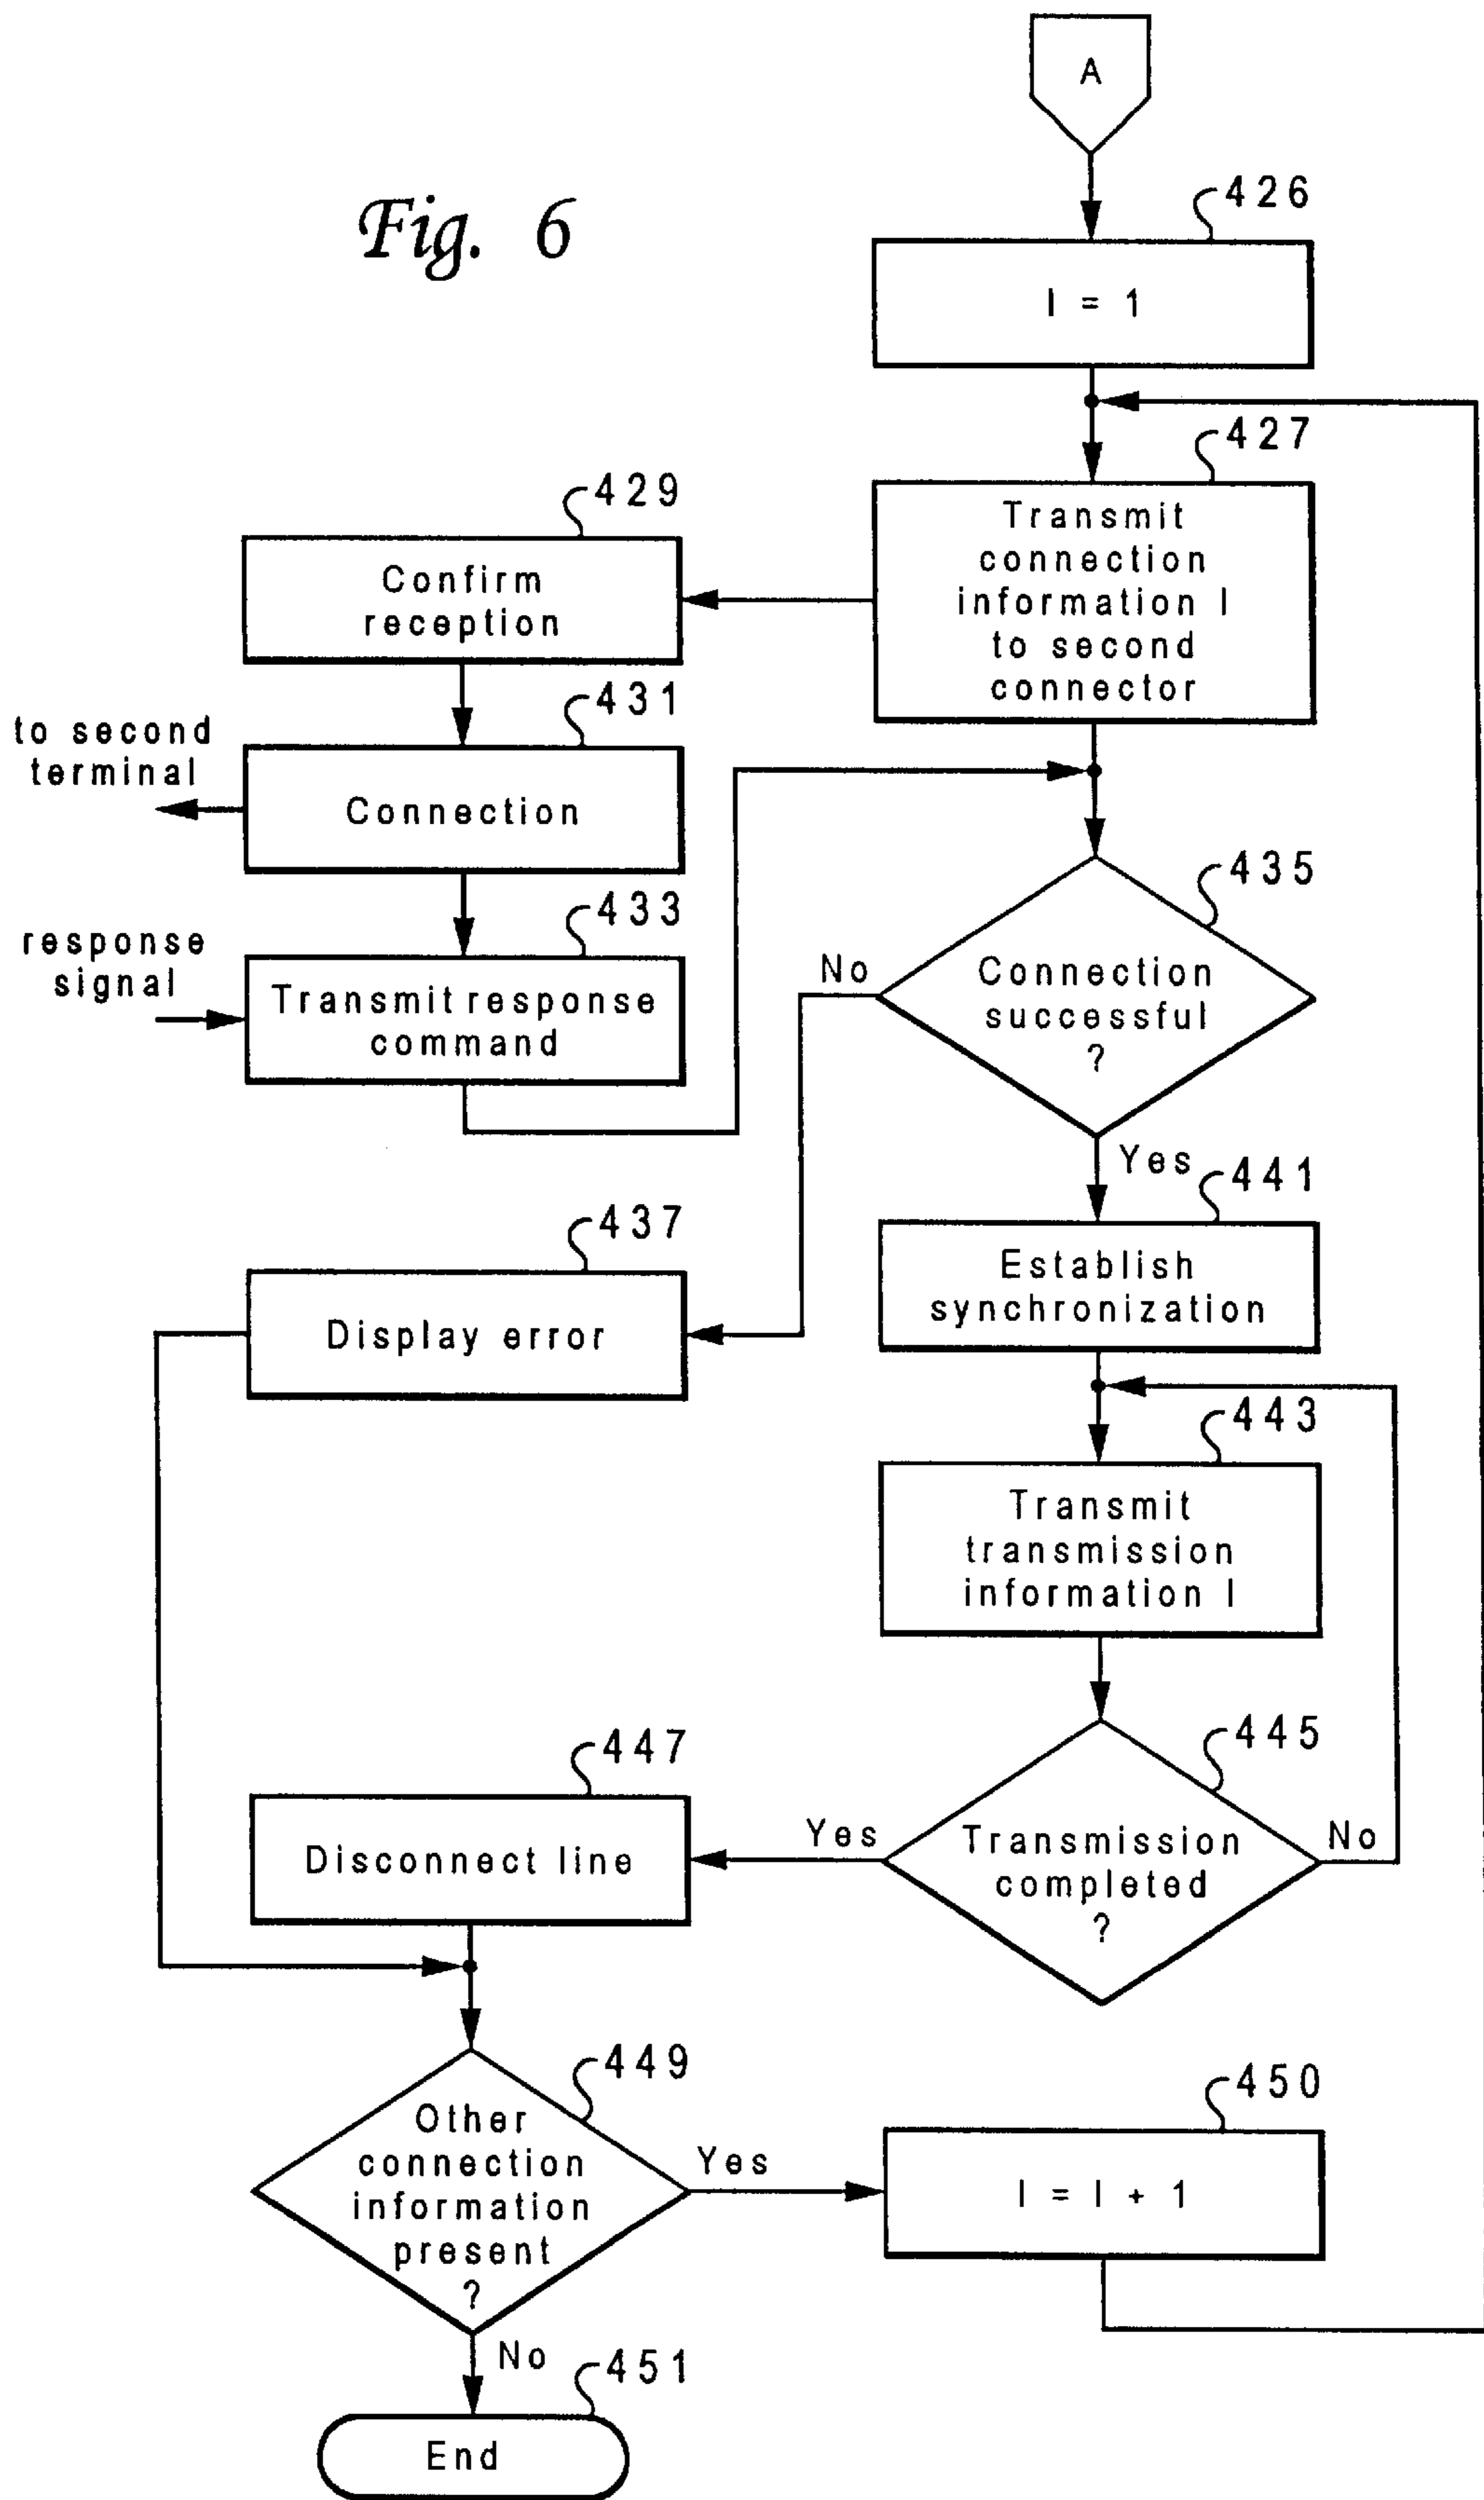 A
Fig. 6
426
I = 1
427
Transmit
connection
information I
to second
connector
429
Confirm
reception
431
to second
terminal
Connection
433
response
signal
Transmit response
command
435
No
Connection
successful
?
Yes
441
Establish
synchronization
437
Display error
443
Transmit
transmission
information I
445
Yes
Transmission
completed
?
No
447
Disconnect line
449
Other
connection
information
present
?
Yes
450
I = I + 1
No
451
End